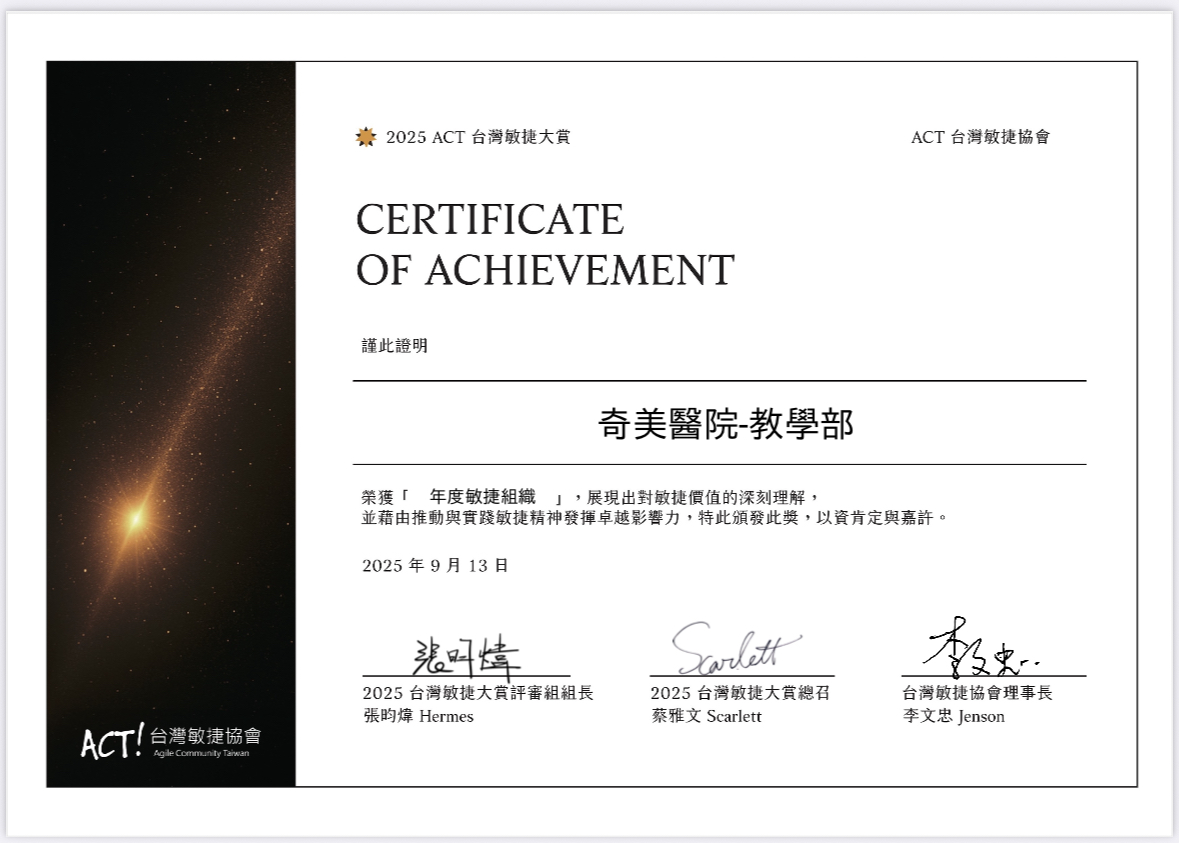 2025 ACT 台灣敏捷大賞
ACT 台灣敏捷協會
CERTIFICATE
OF ACHIEVEMENT
謹此證明
奇美醫院-教學部
榮獲「 年度敏捷組織 」，展現出對敏捷價值的深刻理解，
並藉由推動與實踐敏捷精神發揮卓越影響力，特此頒發此獎，以資肯定與嘉許。
2025 年 9 月 13 日
張昀煒
Scarlett
李文忠
2025 台灣敏捷大賞評審組組長
張昀煒 Hermes
2025 台灣敏捷大賞總召
蔡雅文 Scarlett
台灣敏捷協會理事長
李文忠 Jenson
ACT! 台灣敏捷協會
Agile Community Taiwan